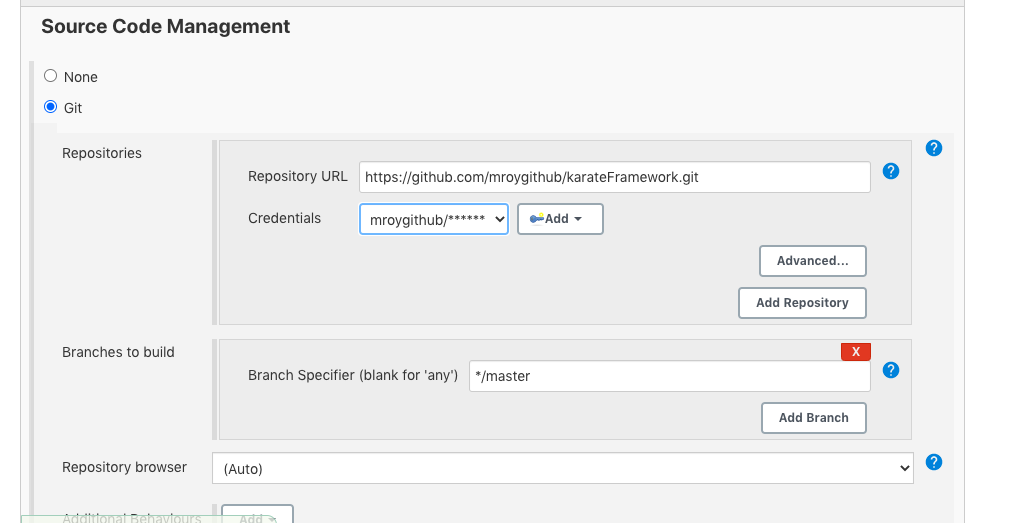 Source Code Management
None
Git
Repositories
?
Repository URL https://github.com/mroygithub/karateFramework.git ?
Credentials mroygithub/****** Add
Advanced...
Add Repository
Branches to build
X
Branch Specifier (blank for 'any') */master ?
Add Branch
Repository browser (Auto) ?
Additional Behaviours Add